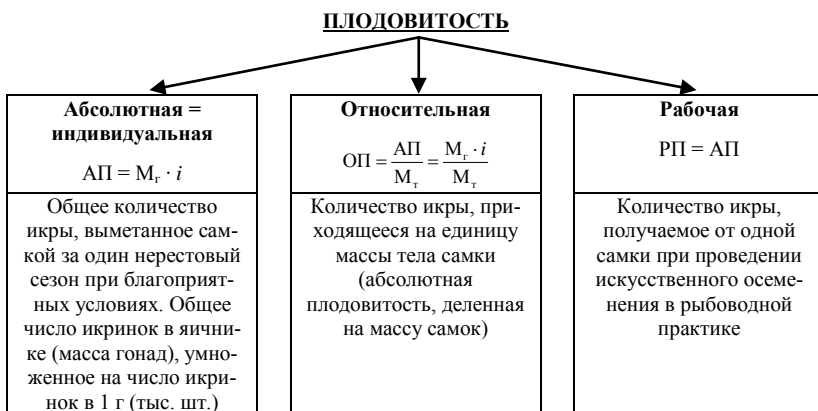 ПЛОДОВИТОСТЬ
Абсолютная =
индивидуальная
АП = Мг · i
Общее количество
икры, выметанное сам-
кой за один нерестовый
сезон при благоприят-
ных условиях. Общее
число икринок в яични-
ке (масса гонад), умно-
женное на число икри-
нок в 1 г (тыс. шт.)
Относительная
ОП = АП/Мт = Мг · i/Мт
Количество икры, при-
ходящееся на единицу
массы тела самки
(абсолютная
плодовитость, деленная
на массу самок)
Рабочая
РП = АП
Количество икры,
получаемое от одной
самки при проведении
искусственного осеме-
нения в рыбоводной
практике